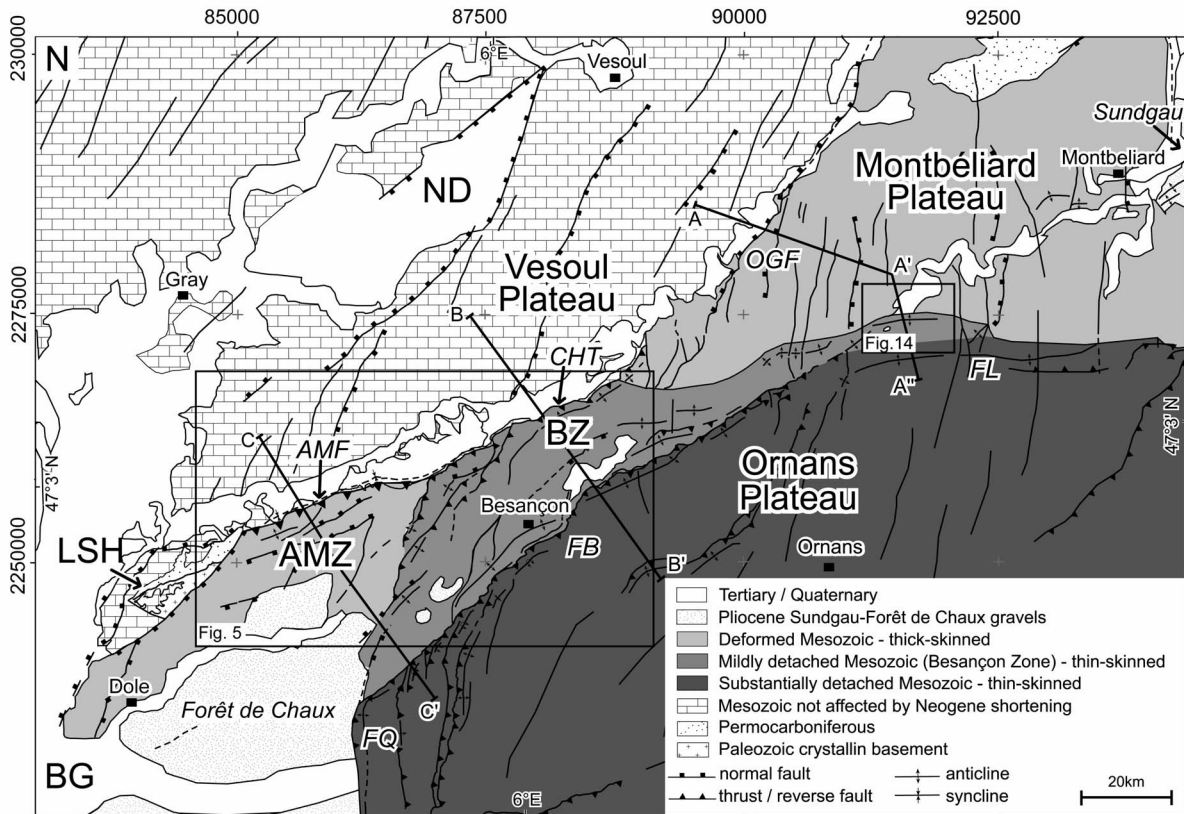 85000
87500
90000
92500
2300000
2275000
2250000
N
6°E
Vesoul
Sundgau
Montbéliard
Plateau
Montbeliard
ND
A
OGF
A'
Gray
Vesoul
Plateau
B
CHT
Fig.14
A''
FL
47°3' N
47°3' N
C
AMF
BZ
Ornans
Plateau
Besançon
FB
Ornans
LSH
AMZ
B'
Fig. 5
Dole
Forêt de Chaux
C'
FQ
BG
6°E
Tertiary / Quaternary
Pliocene Sundgau-Forêt de Chaux gravels
Deformed Mesozoic - thick-skinned
Mildly detached Mesozoic (Besançon Zone) - thin-skinned
Substantially detached Mesozoic - thin-skinned
Mesozoic not affected by Neogene shortening
Permocarboniferous
Paleozoic crystallin basement
normal fault
anticline
thrust / reverse fault
syncline
20km